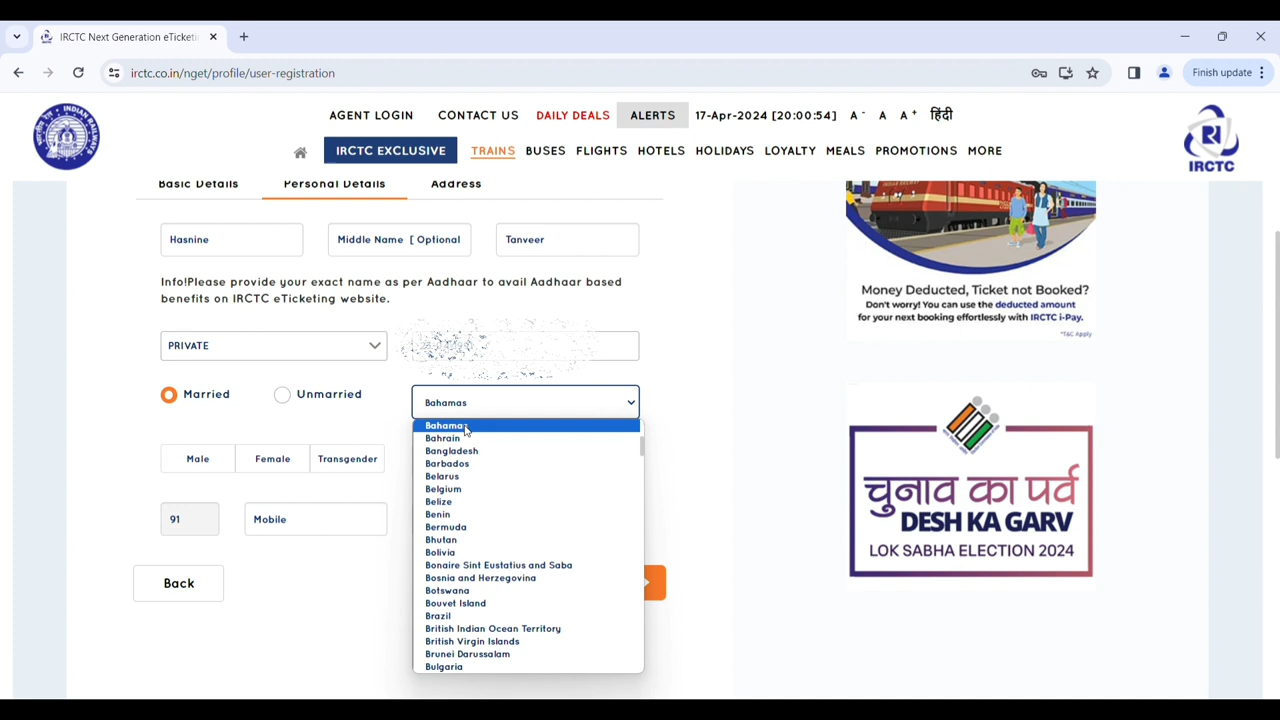 IRCTC Next Generation eTicketi
irctc.co.in/nget/profile/user-registration
Finish update
AGENT LOGIN CONTACT US DAILY DEALS ALERTS 17-Apr-2024 [20:00:54] A- A A+ हिंदी
IRCTC EXCLUSIVE TRAINS BUSES FLIGHTS HOTELS HOLIDAYS LOYALTY MEALS PROMOTIONS MORE
INDIAN RAILWAYS
IRCTC
Basic Details Personal Details Address
Hasnine Middle Name [ Optional Tanveer
Info!Please provide your exact name as per Aadhaar to avail Aadhaar based
benefits on IRCTC eTicketing website.
PRIVATE
Married Unmarried Bahamas
Bahamas
Bahrain
Bangladesh
Barbados
Belarus
Belgium
Belize
Benin
Bermuda
Bhutan
Bolivia
Bonaire Sint Eustatius and Saba
Bosnia and Herzegovina
Botswana
Bouvet Island
Brazil
British Indian Ocean Territory
British Virgin Islands
Brunei Darussalam
Bulgaria
Male Female Transgender
91 Mobile
Back
Money Deducted, Ticket not Booked?
Don't worry! You can use the deducted amount
for your next booking effortlessly with IRCTC i-Pay.
*T&C Apply
चुनाव का पर्व
DESH KA GARV
LOK SABHA ELECTION 2024